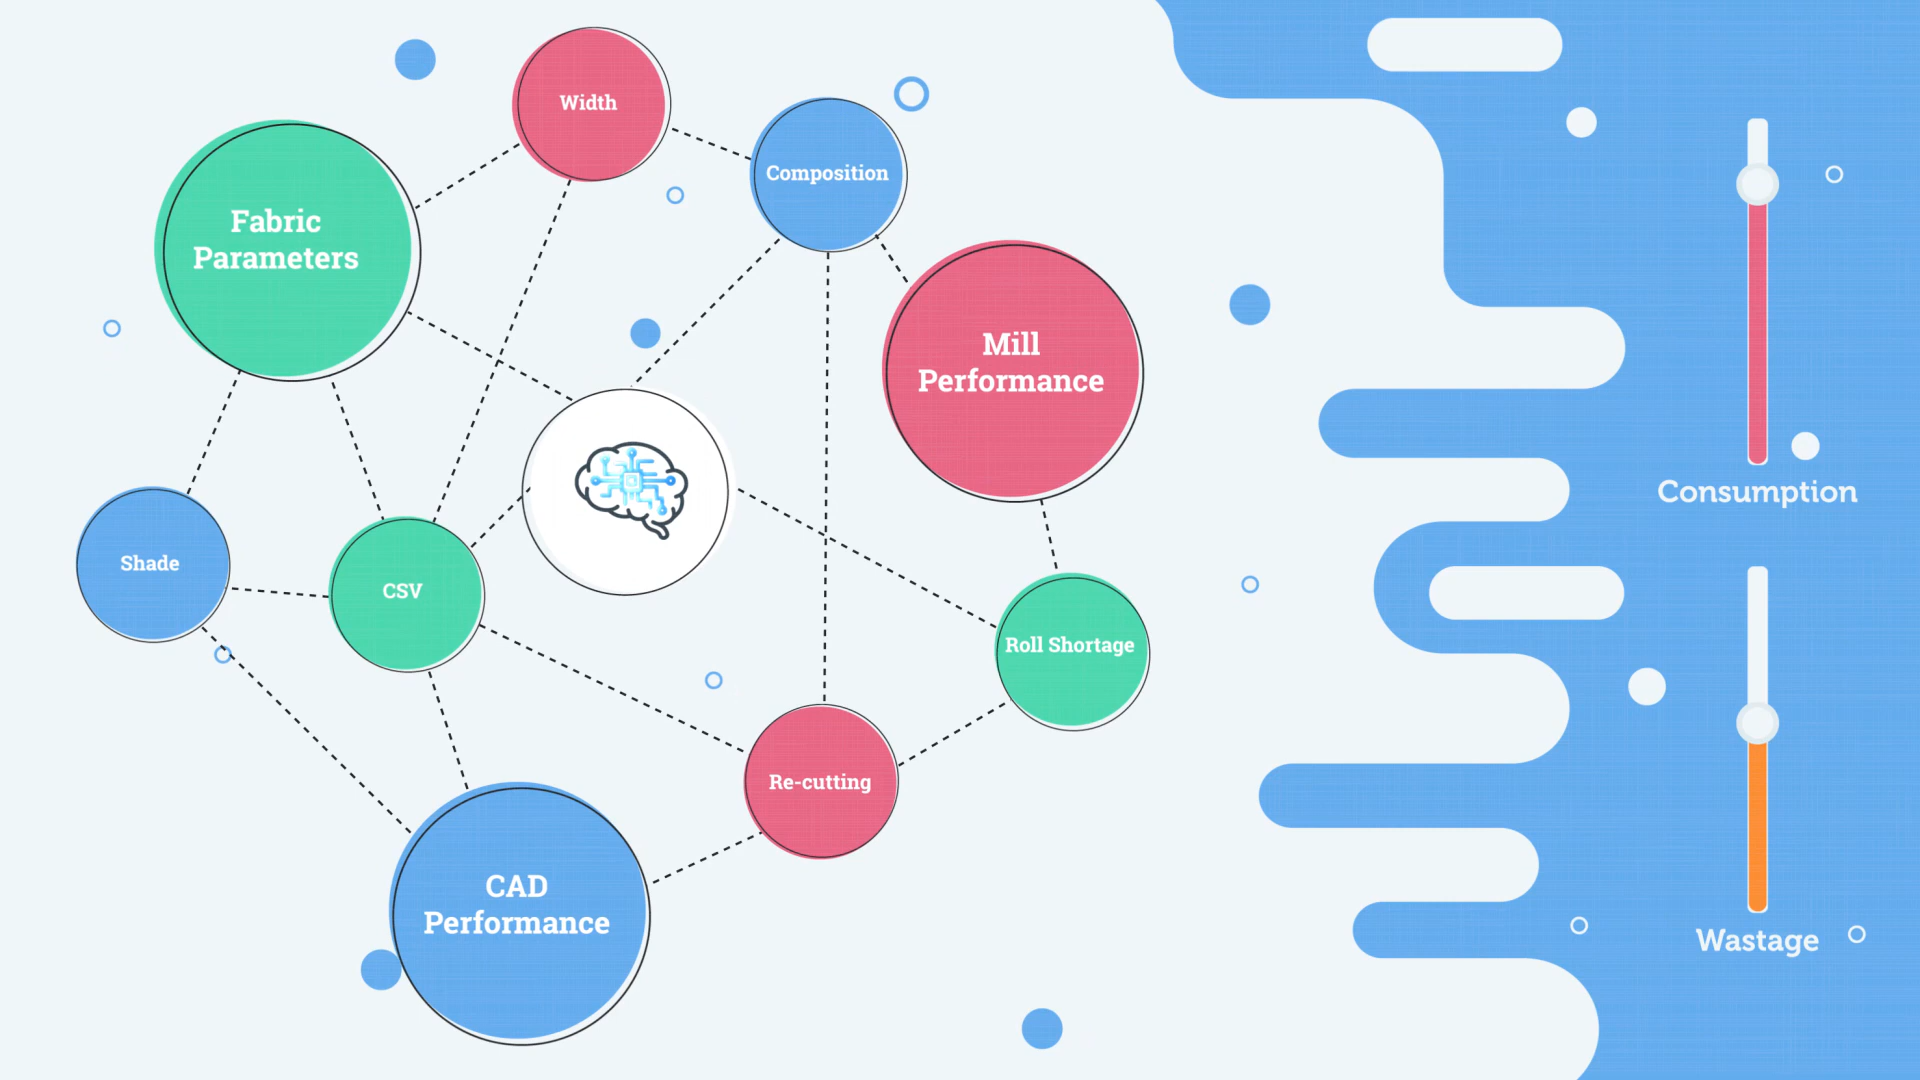 Width
Composition
Fabric
Parameters
Mill
Performance
Shade
CSV
Roll Shortage
Re-cutting
CAD
Performance
Consumption
Wastage